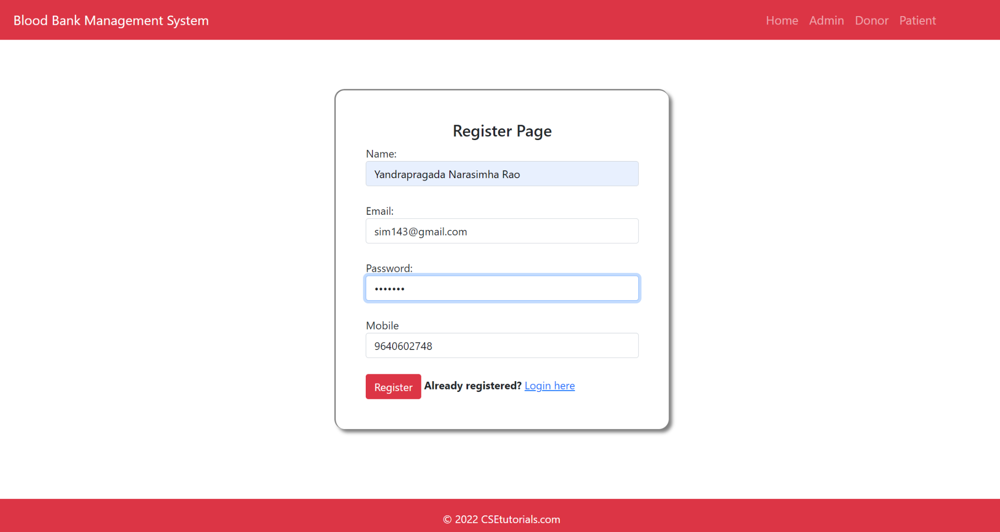 Blood Bank Management System
Home Admin Donor Patient
Register Page
Name:
Yandrapragada Narasimha Rao
Email:
sim143@gmail.com
Password:
•••••••
Mobile
9640602748
Register Already registered? Login here
© 2022 CSEtutorials.com